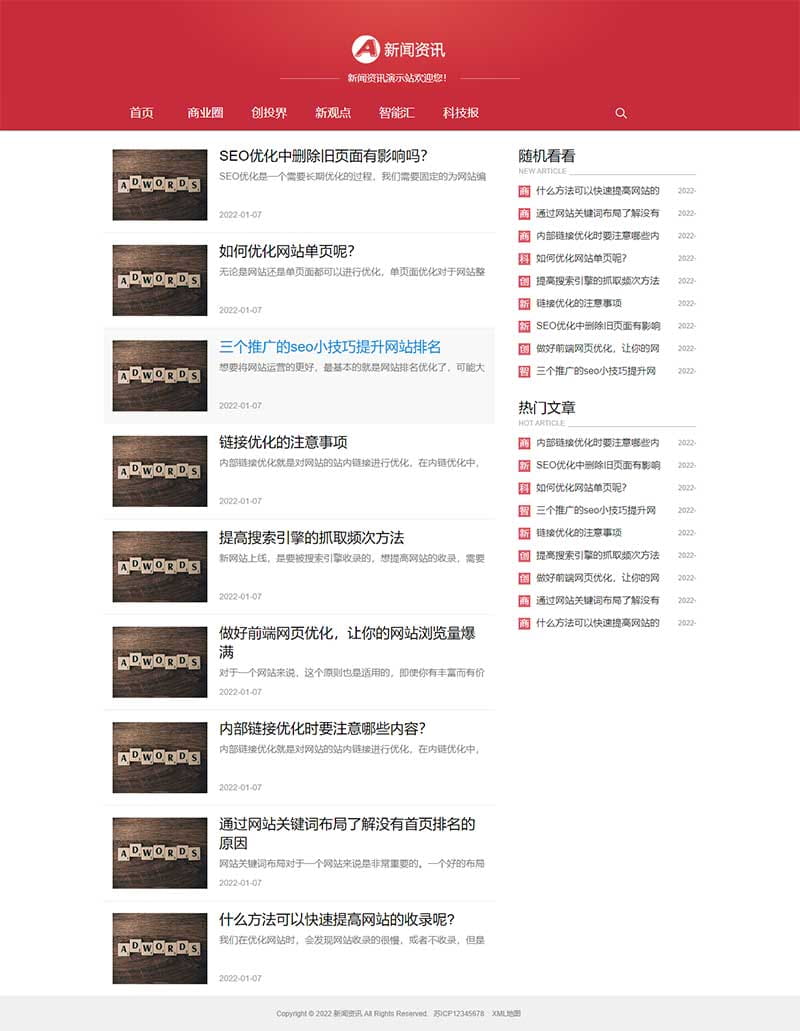 A 新闻资讯
新闻资讯演示站欢迎您!
首页 商业圈 创投界 新观点 智能汇 科技报
ADWORDS
SEO优化中删除旧页面有影响吗?
SEO优化是一个需要长期优化的过程，我们需要固定的为网站编
2022-01-07
ADWORDS
如何优化网站单页呢?
无论是网站还是单页面都可以进行优化，单页面优化对于网站整
2022-01-07
ADWORDS
三个推广的seo小技巧提升网站排名
想要将网站运营的更好，最基本的就是网站排名优化了，可能大
2022-01-07
ADWORDS
链接优化的注意事项
内部链接优化就是对网站的站内链接进行优化，在内链优化中，
2022-01-07
ADWORDS
提高搜索引擎的抓取频次方法
新网站上线，是要被搜索引擎收录的，想提高网站的收录，需要
2022-01-07
ADWORDS
做好前端网页优化，让你的网站浏览量爆
满
对于一个网站来说，这个原则也是适用的，即使你有丰富而有价
2022-01-07
ADWORDS
内部链接优化时要注意哪些内容?
内部链接优化就是对网站的站内链接进行优化，在内链优化中，
2022-01-07
ADWORDS
通过网站关键词布局了解没有首页排名的
原因
网站关键词布局对于一个网站来说是非常重要的。一个好的布局
2022-01-07
ADWORDS
什么方法可以快速提高网站的收录呢?
我们在优化网站时，会发现网站收录的很慢，或者不收录，但是
2022-01-07
随机看看
NEW ARTICLE
商 什么方法可以快速提高网站的 2022-
商 通过网站关键词布局了解没有 2022-
商 内部链接优化时要注意哪些内 2022-
科 如何优化网站单页呢? 2022-
创 提高搜索引擎的抓取频次方法 2022-
新 链接优化的注意事项 2022-
新 SEO优化中删除旧页面有影响 2022-
创 做好前端网页优化，让你的网 2022-
智 三个推广的seo小技巧提升网 2022-
热门文章
HOT ARTICLE
商 内部链接优化时要注意哪些内 2022-
新 SEO优化中删除旧页面有影响 2022-
科 如何优化网站单页呢? 2022-
智 三个推广的seo小技巧提升网 2022-
新 链接优化的注意事项 2022-
创 提高搜索引擎的抓取频次方法 2022-
创 做好前端网页优化，让你的网 2022-
商 通过网站关键词布局了解没有 2022-
商 什么方法可以快速提高网站的 2022-
Copyright © 2022 新闻资讯 All Rights Reserved. 苏ICP12345678 XML地图